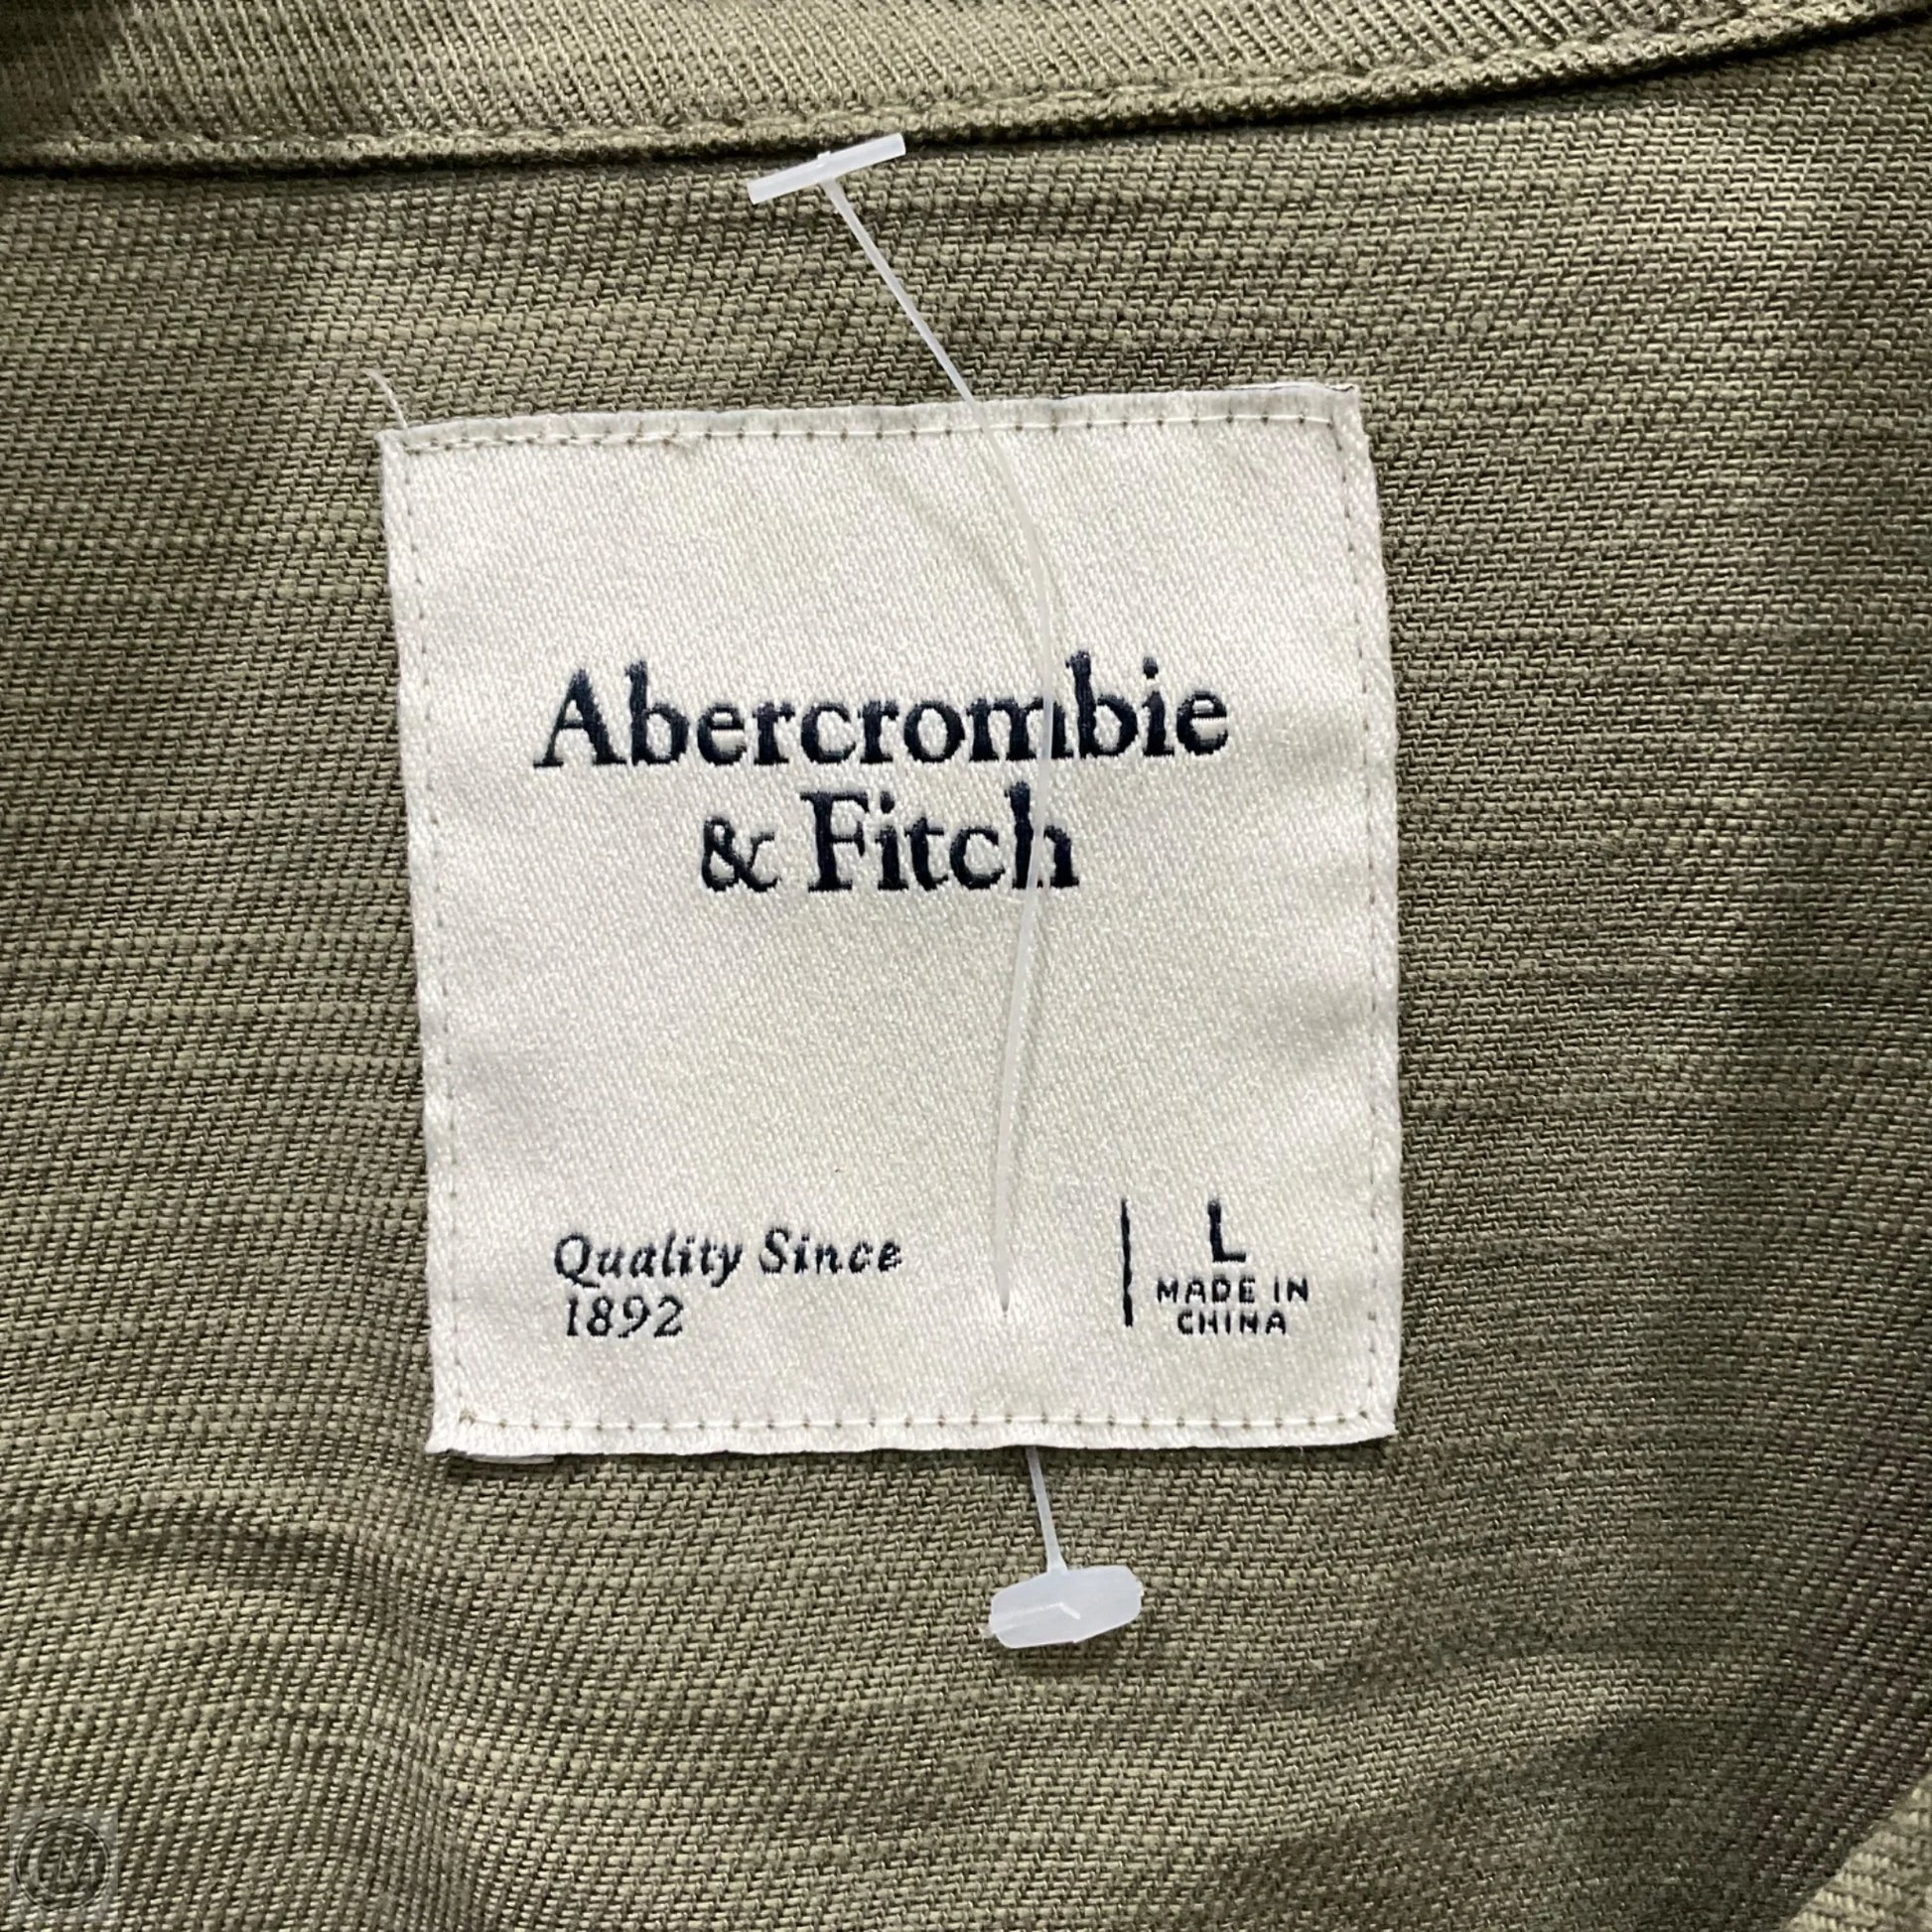 Abercrombie
& Fitch
Quality Since
1892
L
MADE IN
CHINA